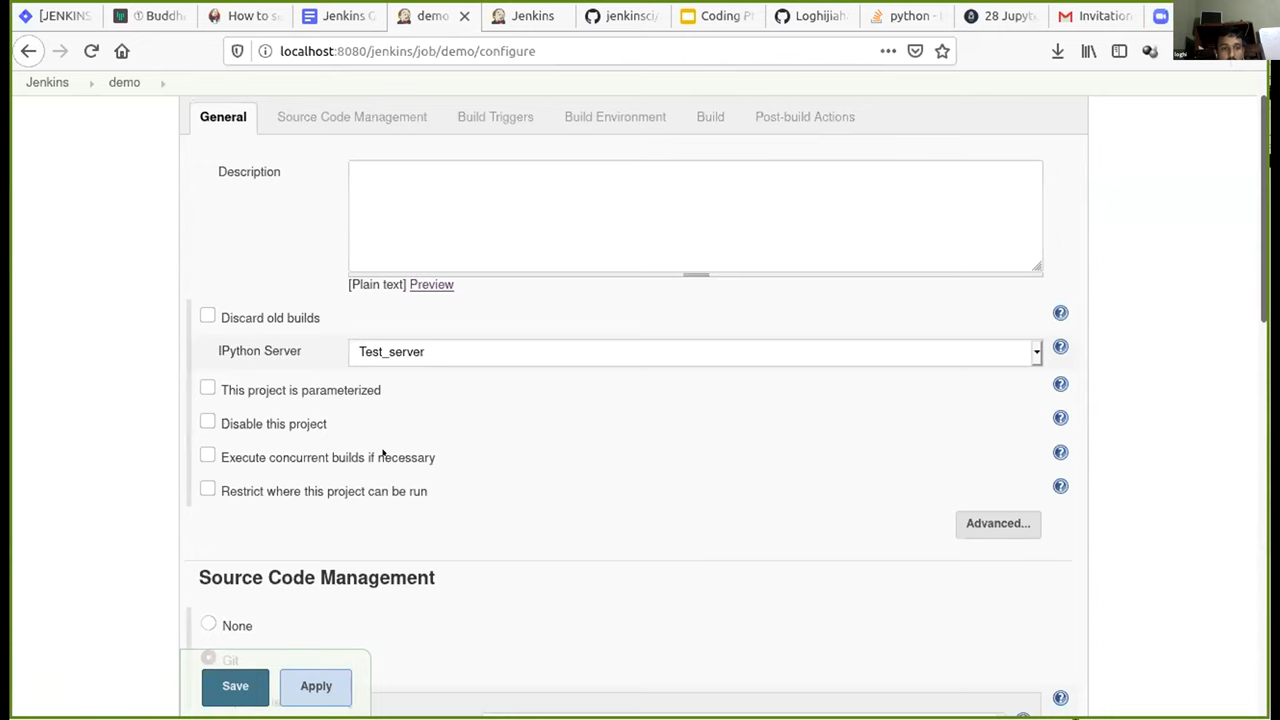 [JENKINS
① Buddh
How to s
Jenkins G
demo
Jenkins
jenkinsci/
Coding P
Loghijiah
python -
28 Jupyt
Invitation
localhost:8080/jenkins/job/demo/configure
loghi
Jenkins
demo
General
Source Code Management
Build Triggers
Build Environment
Build
Post-build Actions
Description
[Plain text] Preview
Discard old builds
IPython Server
Test_server
This project is parameterized
Disable this project
Execute concurrent builds if necessary
Restrict where this project can be run
Advanced...
Source Code Management
None
Git
Save
Apply